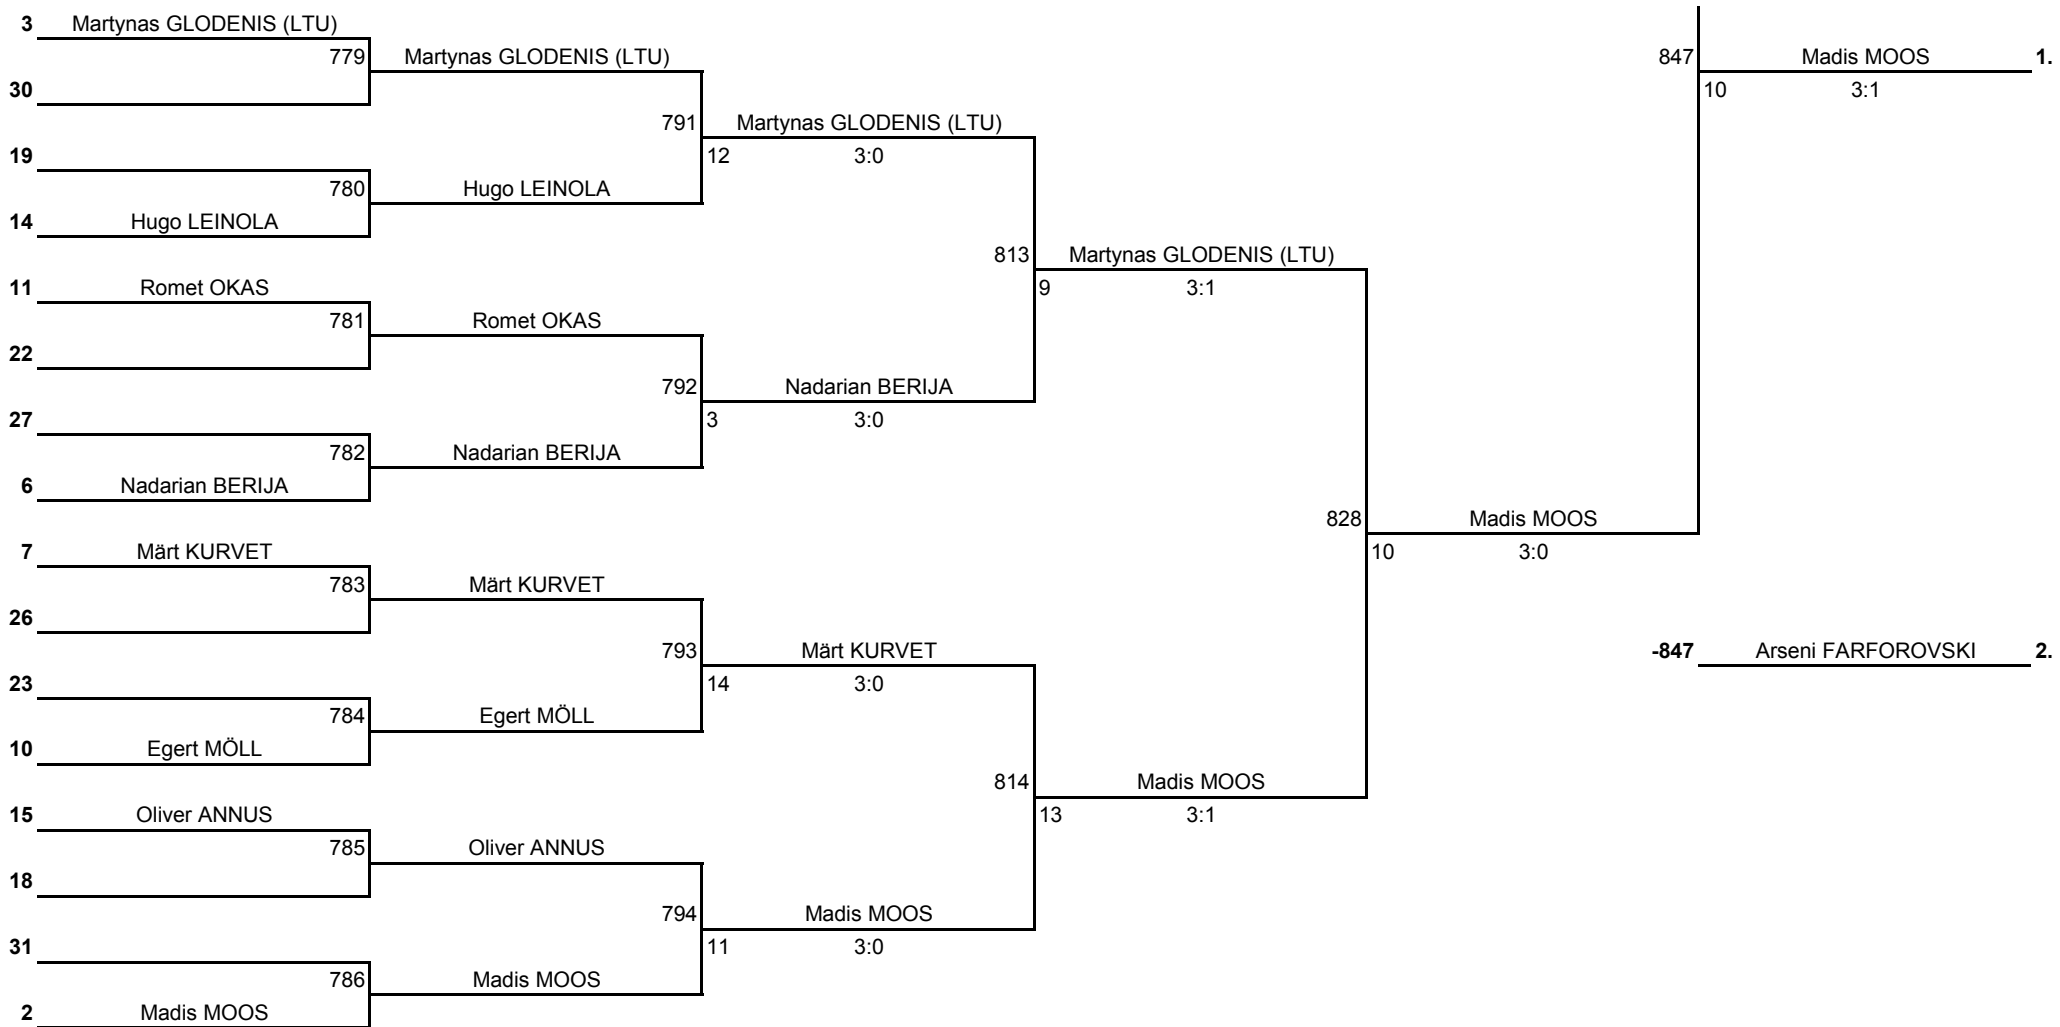 3 Martynas GLODENIS (LTU)
779 Martynas GLODENIS (LTU) 847 Madis MOOS 1.
30 10 3:1
791 Martynas GLODENIS (LTU)
19 12 3:0
780 Hugo LEINOLA
14 Hugo LEINOLA
813 Martynas GLODENIS (LTU)
11 Romet OKAS 9 3:1
781 Romet OKAS
22
792 Nadarian BERIJA
27 3 3:0
782 Nadarian BERIJA
6 Nadarian BERIJA
828 Madis MOOS
7 Märt KURVET 10 3:0
783 Märt KURVET
26
793 Märt KURVET -847 Arseni FARFOROVSKI 2.
23 14 3:0
784 Egert MÖLL
10 Egert MÖLL
814 Madis MOOS
15 Oliver ANNUS 13 3:1
785 Oliver ANNUS
18
794 Madis MOOS
31 11 3:0
786 Madis MOOS
2 Madis MOOS